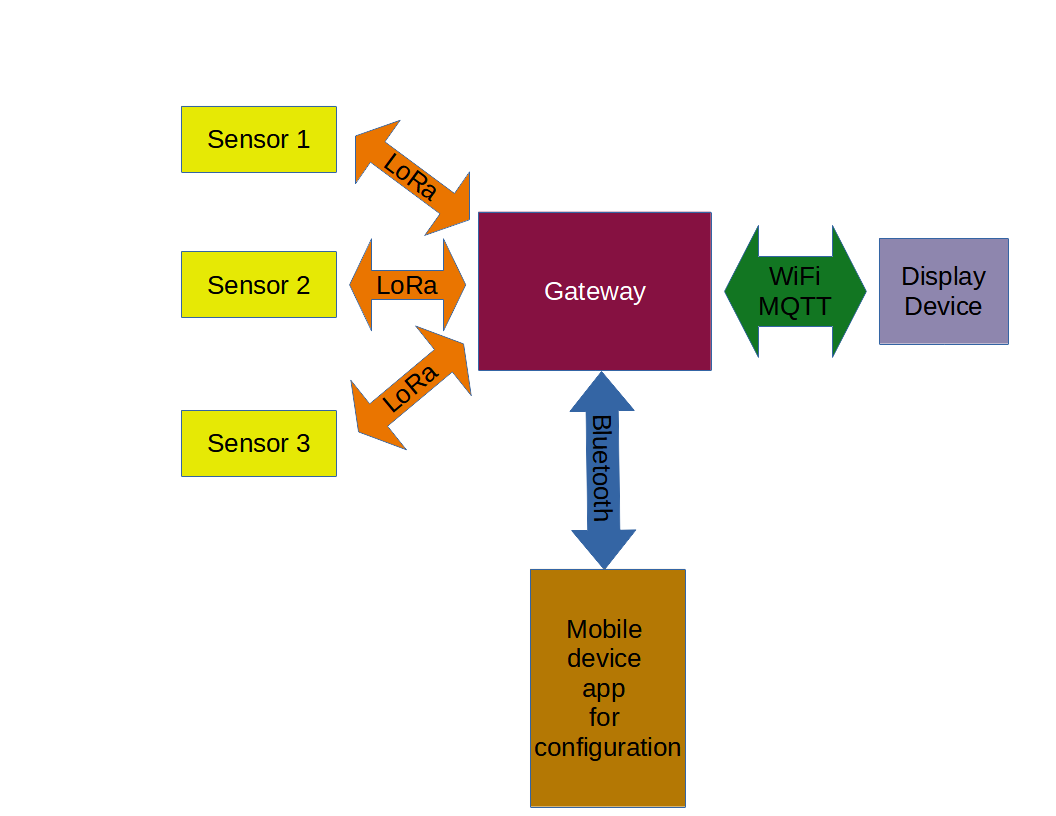 Sensor 1
LoRa
Sensor 2
LoRa
Gateway
WiFi
MQTT
Display
Device
Sensor 3
LoRa
Bluetooth
Mobile
device
app
for
configuration